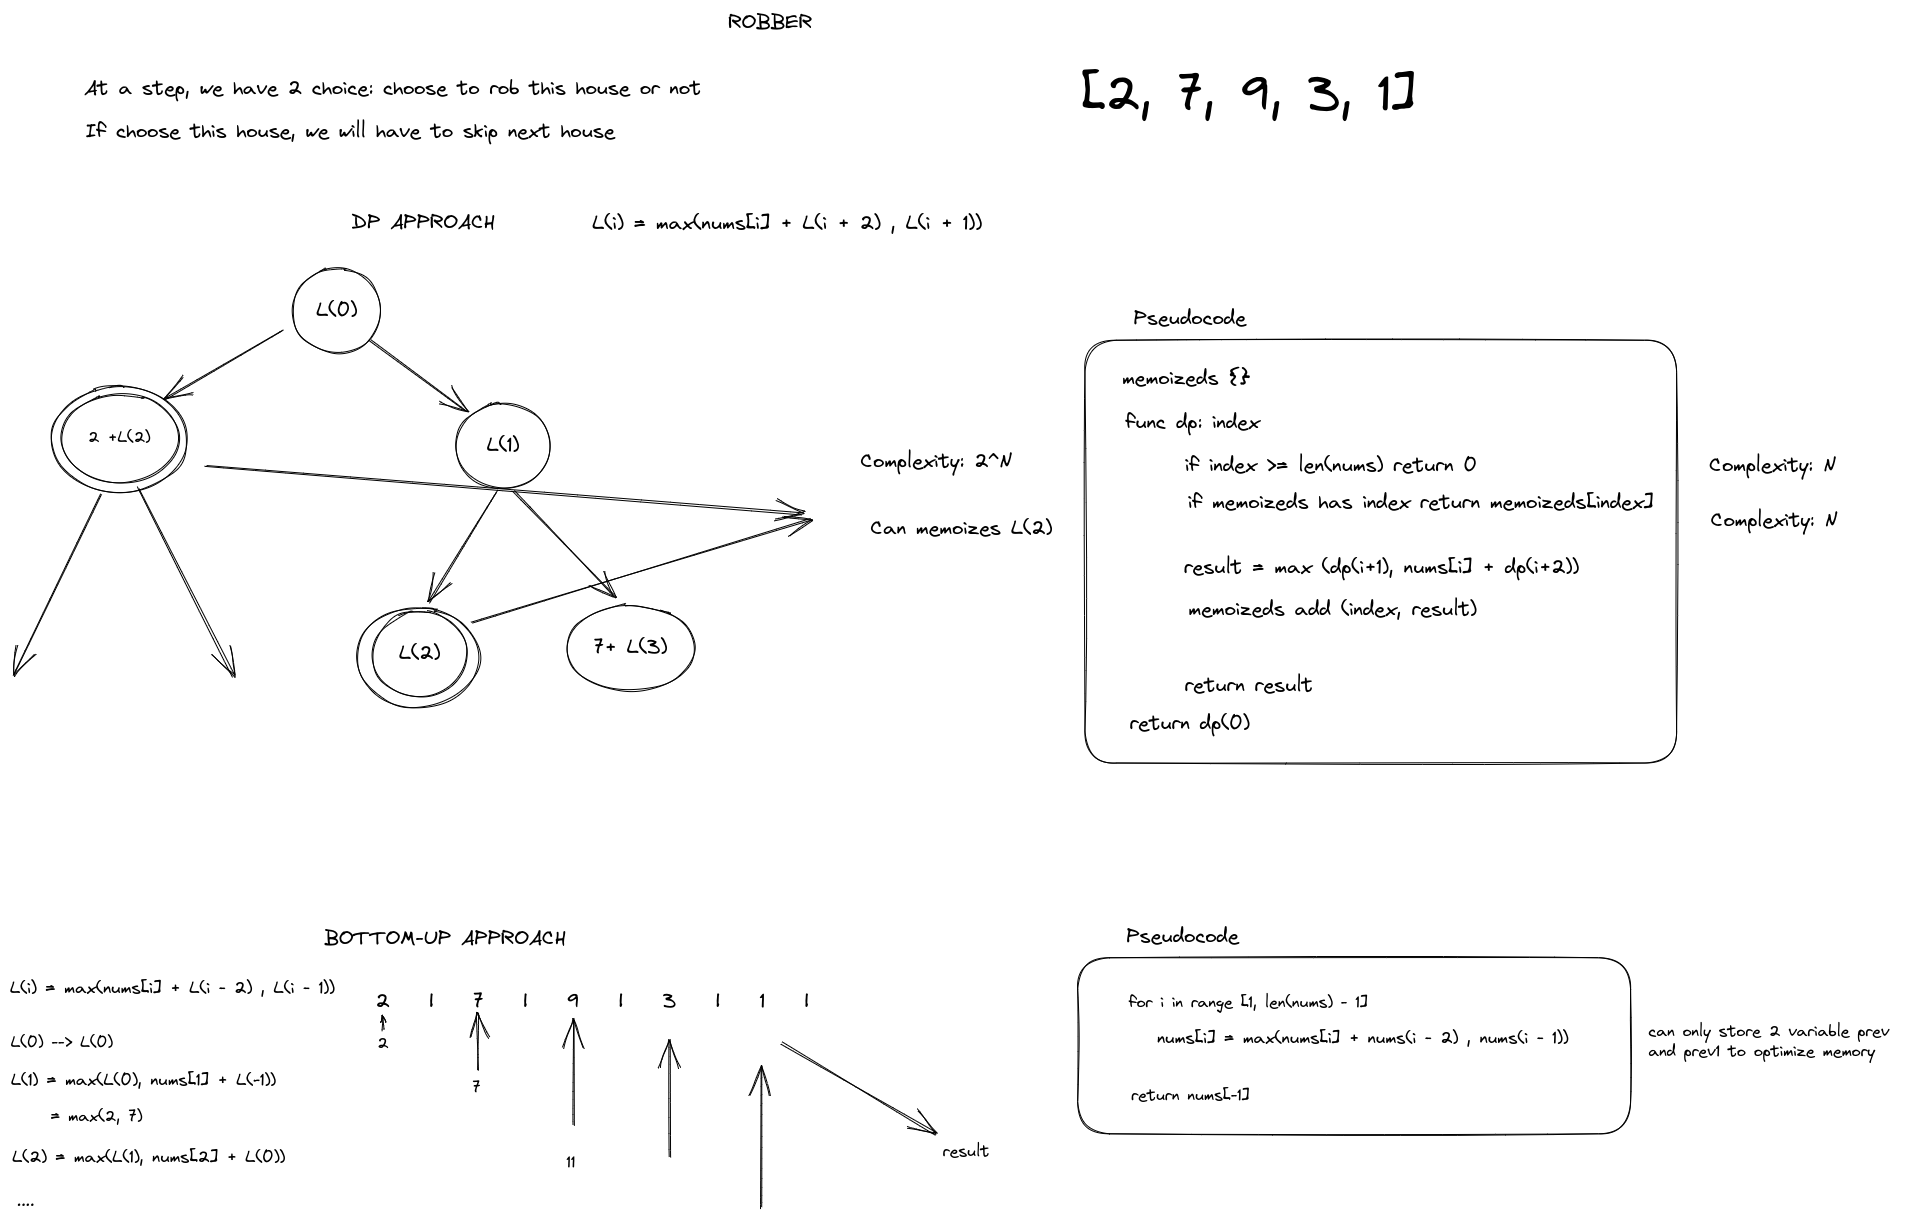 ROBBER
At a step, we have 2 choice: choose to rob this house or not
If choose this house, we will have to skip next house
[2, 7, 9, 3, 1]
DP APPROACH
L(i) = max(nums[i] + L(i + 2) , L(i + 1))
L(0)
2 +L(2)
L(1)
L(2)
7+ L(3)
Complexity: 2^N
Can memoizes L(2)
Pseudocode
memoizeds {}
func dp: index
if index >= len(nums) return 0
if memoizeds has index return memoizeds[index]
result = max (dp(i+1), nums[i] + dp(i+2))
memoizeds add (index, result)
return result
return dp(0)
Complexity: N
Complexity: N
BOTTOM-UP APPROACH
L(i) = max(nums[i] + L(i - 2) , L(i - 1))
L(0) --> L(0)
L(1) = max(L(0), nums[1] + L(-1))
= max(2, 7)
L(2) = max(L(1), nums[2] + L(0))
....
2 | 7 | 9 | 3 | 1 |
2
7
11
result
Pseudocode
for i in range [1, len(nums) - 1]
nums[i] = max(nums[i] + nums(i - 2) , nums(i - 1))
return nums[-1]
can only store 2 variable prev
and prev1 to optimize memory